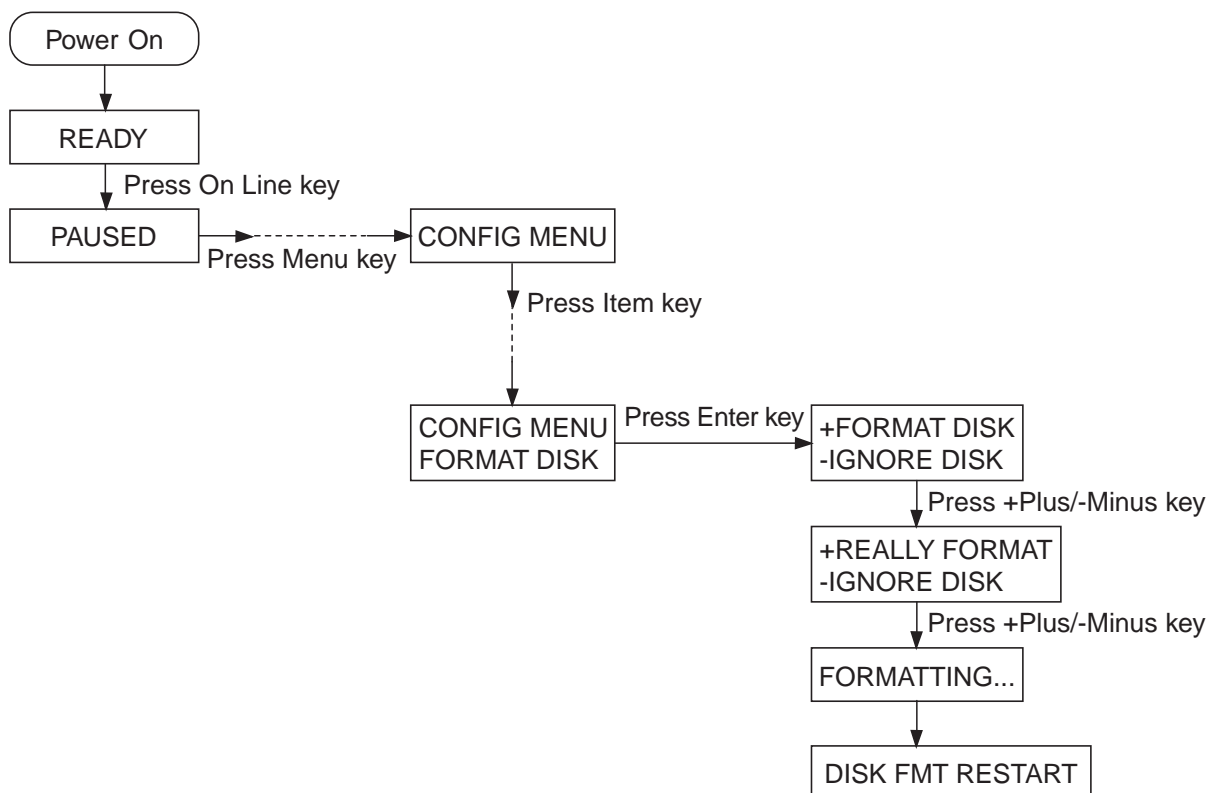 Power On
READY
Press On Line key
PAUSED
Press Menu key
CONFIG MENU
Press Item key
CONFIG MENU
FORMAT DISK
Press Enter key
+FORMAT DISK
-IGNORE DISK
Press +Plus/-Minus key
+REALLY FORMAT
-IGNORE DISK
Press +Plus/-Minus key
FORMATTING...
DISK FMT RESTART